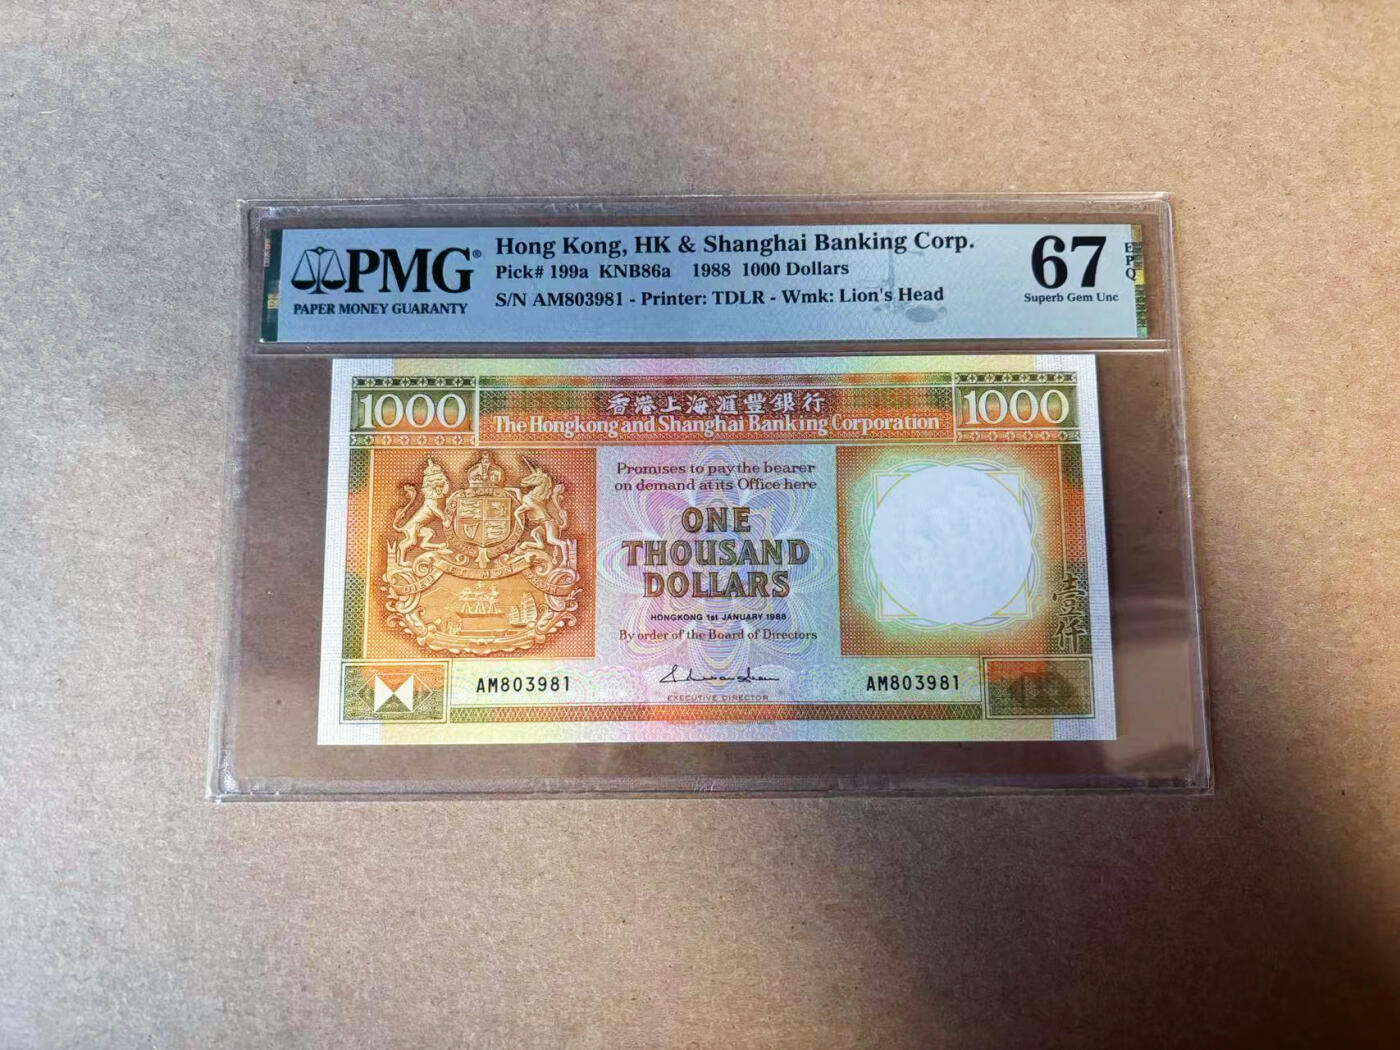 PMG®
PAPER MONEY GUARANTY
Hong Kong, HK & Shanghai Banking Corp.
Pick# 199a KNB86a 1988 1000 Dollars
S/N AM803981 - Printer: TDLR - Wmk: Lion's Head
67
EPQ
Superb Gem Unc
1000
香港上海滙豐銀行
1000
The Hongkong and Shanghai Banking Corporation
Promises to pay the bearer
on demand at its Office here
ONE
THOUSAND
DOLLARS
HONGKONG 1st JANUARY 1988
By order of the Board of Directors
壹仟
AM803981
AM803981
EXECUTIVE DIRECTOR